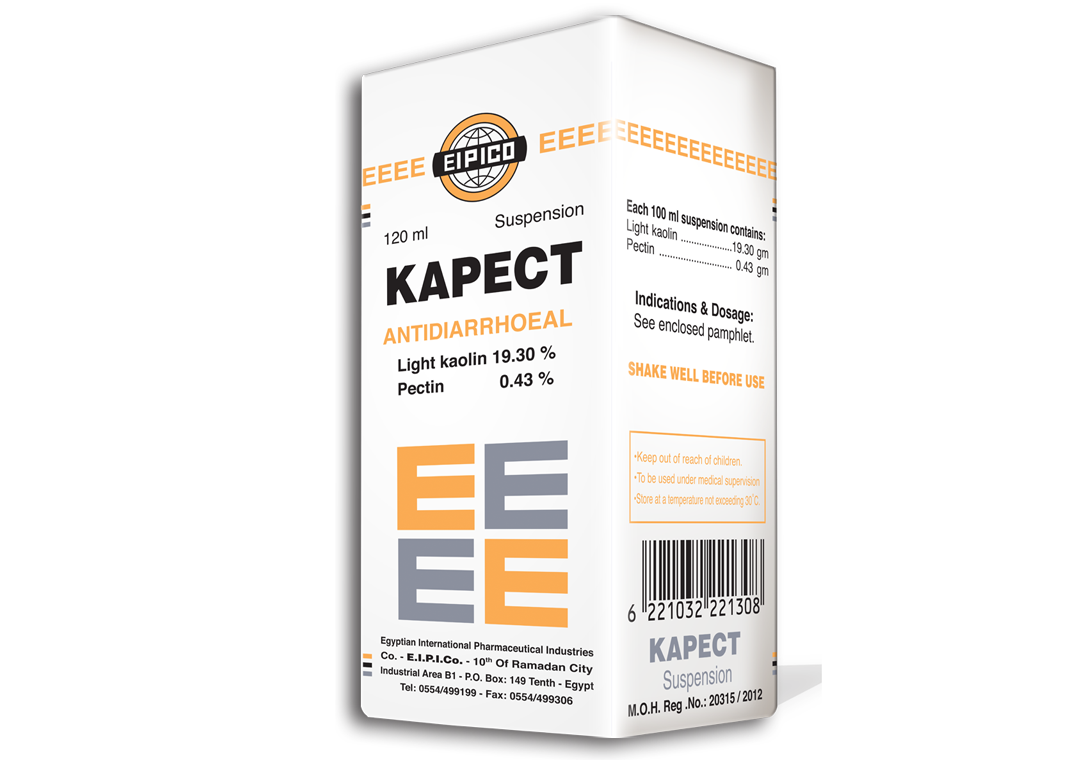 EEEE EIPICO EEEE
120 ml Suspension
KAPECT
ANTIDIARRHOEAL
Light kaolin 19.30 %
Pectin 0.43 %
E E
E E
Egyptian International Pharmaceutical Industries
Co. - E.I.P.I.Co. - 10th Of Ramadan City
Industrial Area B1 - P.O. Box: 149 Tenth - Egypt
Tel: 0554/499199 - Fax: 0554/499306
EEEEEEEEEEEEE
Each 100 ml suspension contains:
Light kaolin ...................19.30 gm
Pectin ........................... 0.43 gm
Indications & Dosage:
See enclosed pamphlet.
SHAKE WELL BEFORE USE
•Keep out of reach of children.
•To be used under medical supervision
•Store at a temperature not exceeding 30°C.
6 221032 221308
KAPECT
Suspension
M.O.H. Reg .No.: 20315 / 2012